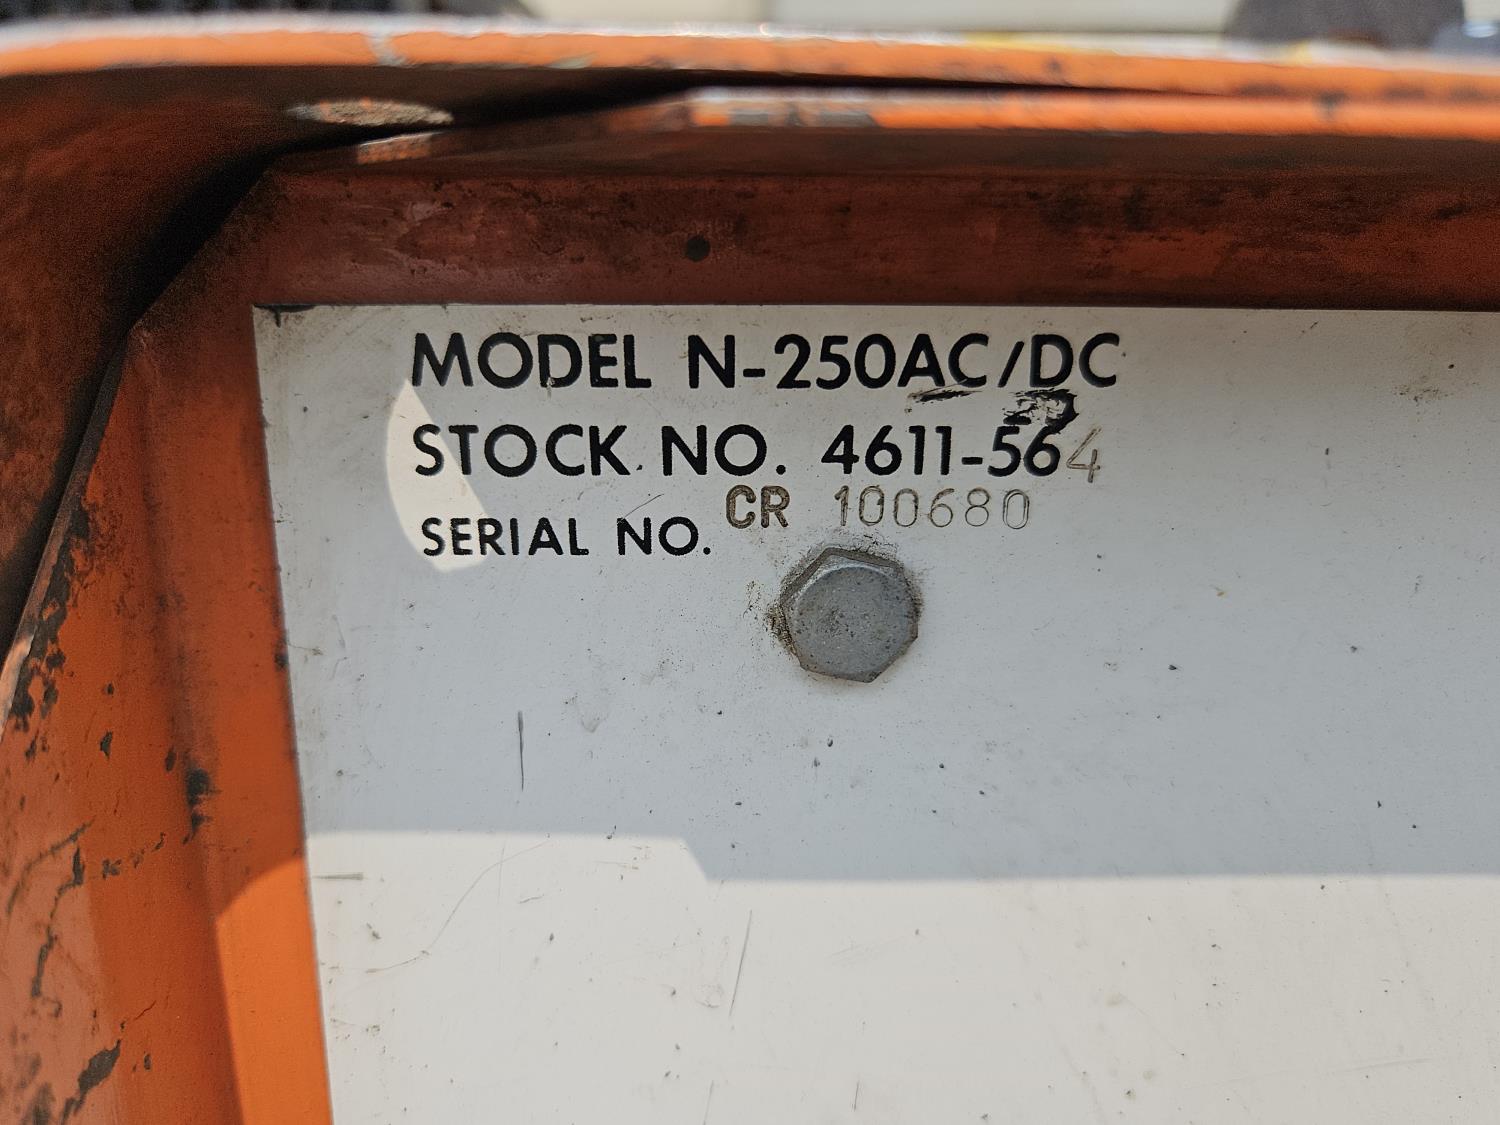 MODEL N-250AC/DC
STOCK NO. 4611-564
SERIAL NO. CR 100680